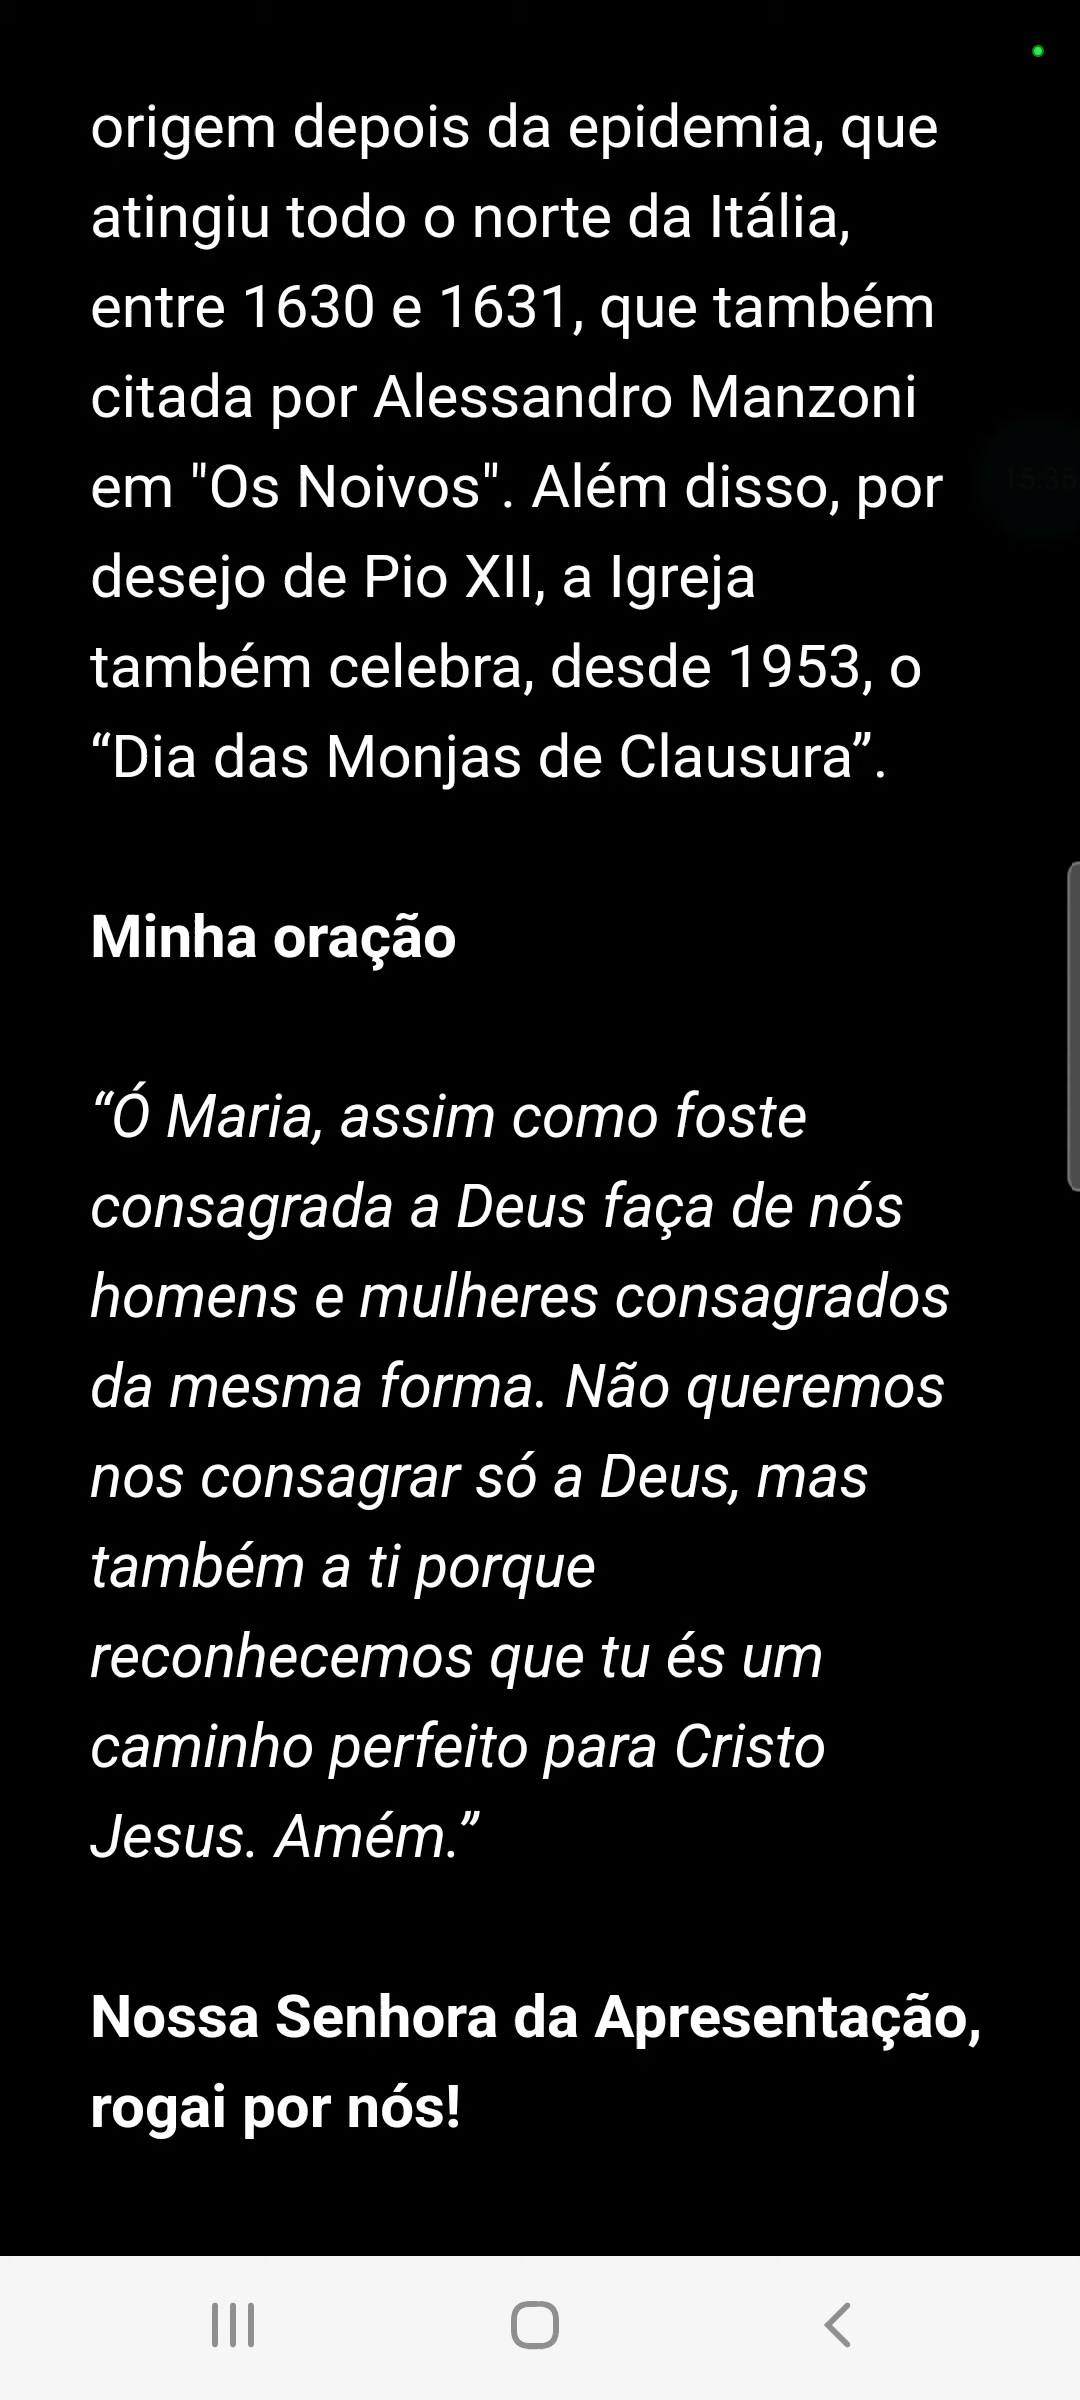 origem depois da epidemia, que
atingiu todo o norte da Itália,
entre 1630 e 1631, que também
citada por Alessandro Manzoni
em "Os Noivos". Além disso, por
15:35
desejo de Pio XII, a Igreja
também celebra, desde 1953, o
“Dia das Monjas de Clausura”.
Minha oração
“Ó Maria, assim como foste
consagrada a Deus faça de nós
homens e mulheres consagrados
da mesma forma. Não queremos
nos consagrar só a Deus, mas
também a ti porque
reconhecemos que tu és um
caminho perfeito para Cristo
Jesus. Amém.”
Nossa Senhora da Apresentação,
rogai por nós!